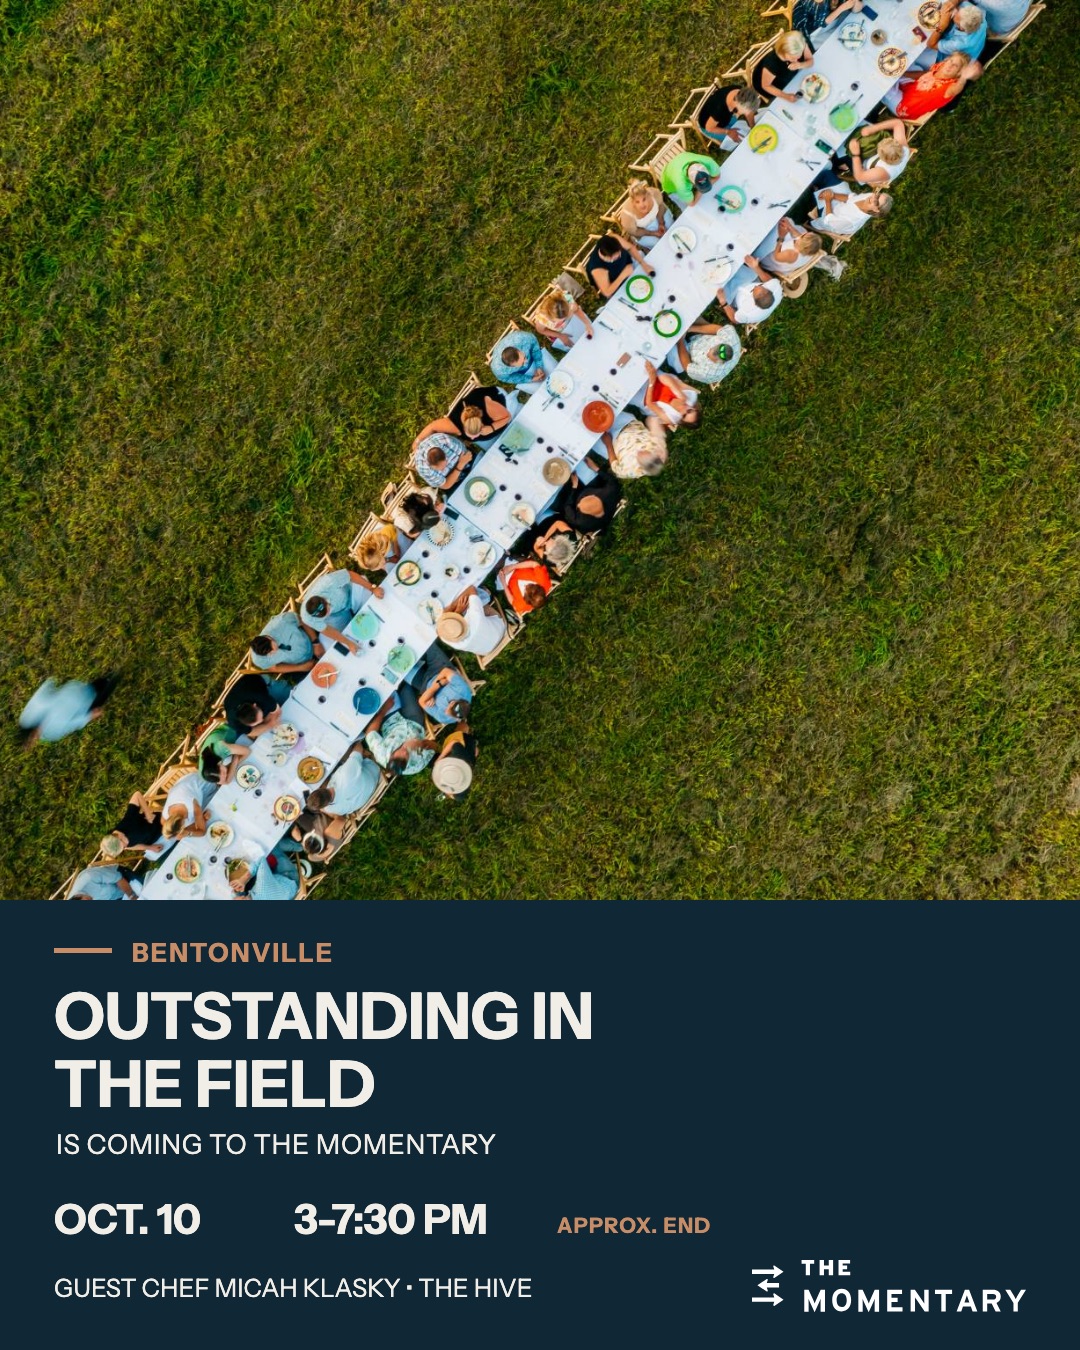 BENTONVILLE
OUTSTANDING IN
THE FIELD
IS COMING TO THE MOMENTARY
OCT. 10 3–7:30 PM APPROX. END
GUEST CHEF MICAH KLASKY • THE HIVE
THE
MOMENTARY